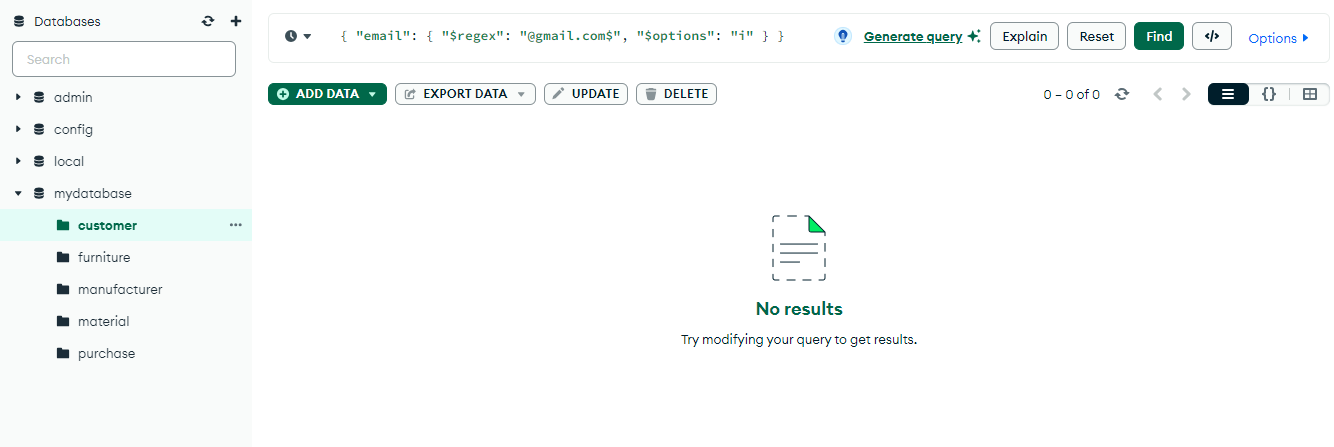 Databases
Search
admin
config
local
mydatabase
customer
furniture
manufacturer
material
purchase
{ "email": { "$regex": "@gmail.com$", "$options": "i" } }
Generate query
Explain
Reset
Find
</>
Options
ADD DATA
EXPORT DATA
UPDATE
DELETE
0 – 0 of 0
{}
No results
Try modifying your query to get results.